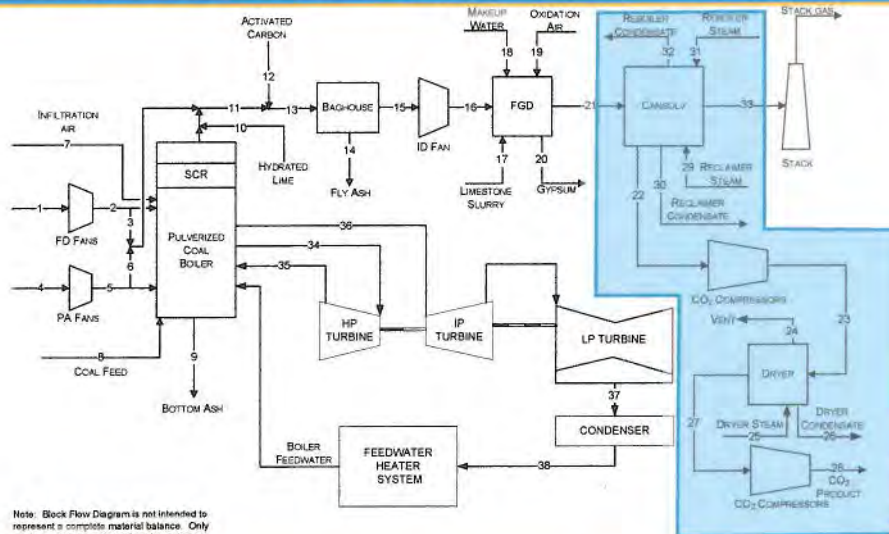 ACTIVATED
CARBON
12
MAKEUP
WATER
18
OXIDATION
AIR
19
REBOILER
CONDENSATE
32
REBOILER
STEAM
31
STACK GAS
INFILTRATION
AIR
7
11
13
BAGHOUSE
15
16
FGD
21
CANSOLV
33
10
HYDRATED
LIME
14
FLY ASH
ID FAN
17
LIMESTONE
SLURRY
20
GYPSUM
STACK
SCR
1
2
3
FD FANS
PULVERIZED
COAL
BOILER
22
30
29
RECLAIMER
STEAM
RECLAIMER
CONDENSATE
36
34
35
6
4
5
PA FANS
HP
TURBINE
IP
TURBINE
LP TURBINE
CO2 COMPRESSORS
VENT
24
23
8
COAL FEED
9
BOTTOM ASH
DRYER
37
CONDENSER
27
DRYER STEAM
25
DRYER
CONDENSATE
26
BOILER
FEEDWATER
FEEDWATER
HEATER
SYSTEM
38
28
CO2
PRODUCT
CO2 COMPRESSORS
Note: Block Flow Diagram is not intended to
represent a complete material balance. Only